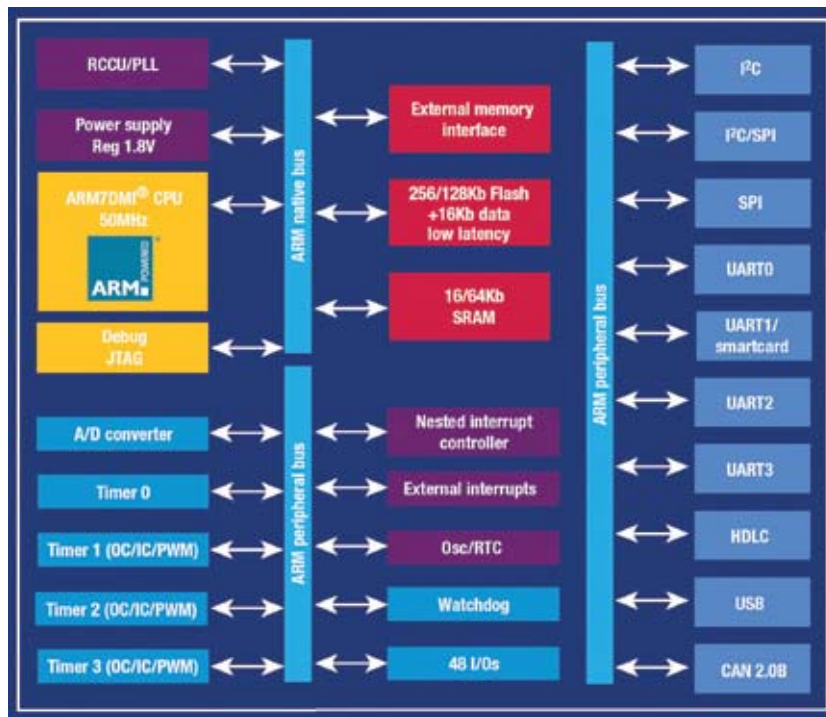 RCCU/PLL
Power supply
Reg 1.8V
ARM7DMI® CPU
50MHz
ARM
POWERED
Debug
JTAG
ARM native bus
External memory
interface
256/128Kb Flash
+16Kb data
low latency
16/64Kb
SRAM
A/D converter
Timer 0
Timer 1 (OC/IC/PWM)
Timer 2 (OC/IC/PWM)
Timer 3 (OC/IC/PWM)
ARM peripheral bus
Nested interrupt
controller
External interrupts
Osc/RTC
Watchdog
48 I/Os
ARM peripheral bus
I²C
I²C/SPI
SPI
UART0
UART1/
smartcard
UART2
UART3
HDLC
USB
CAN 2.0B